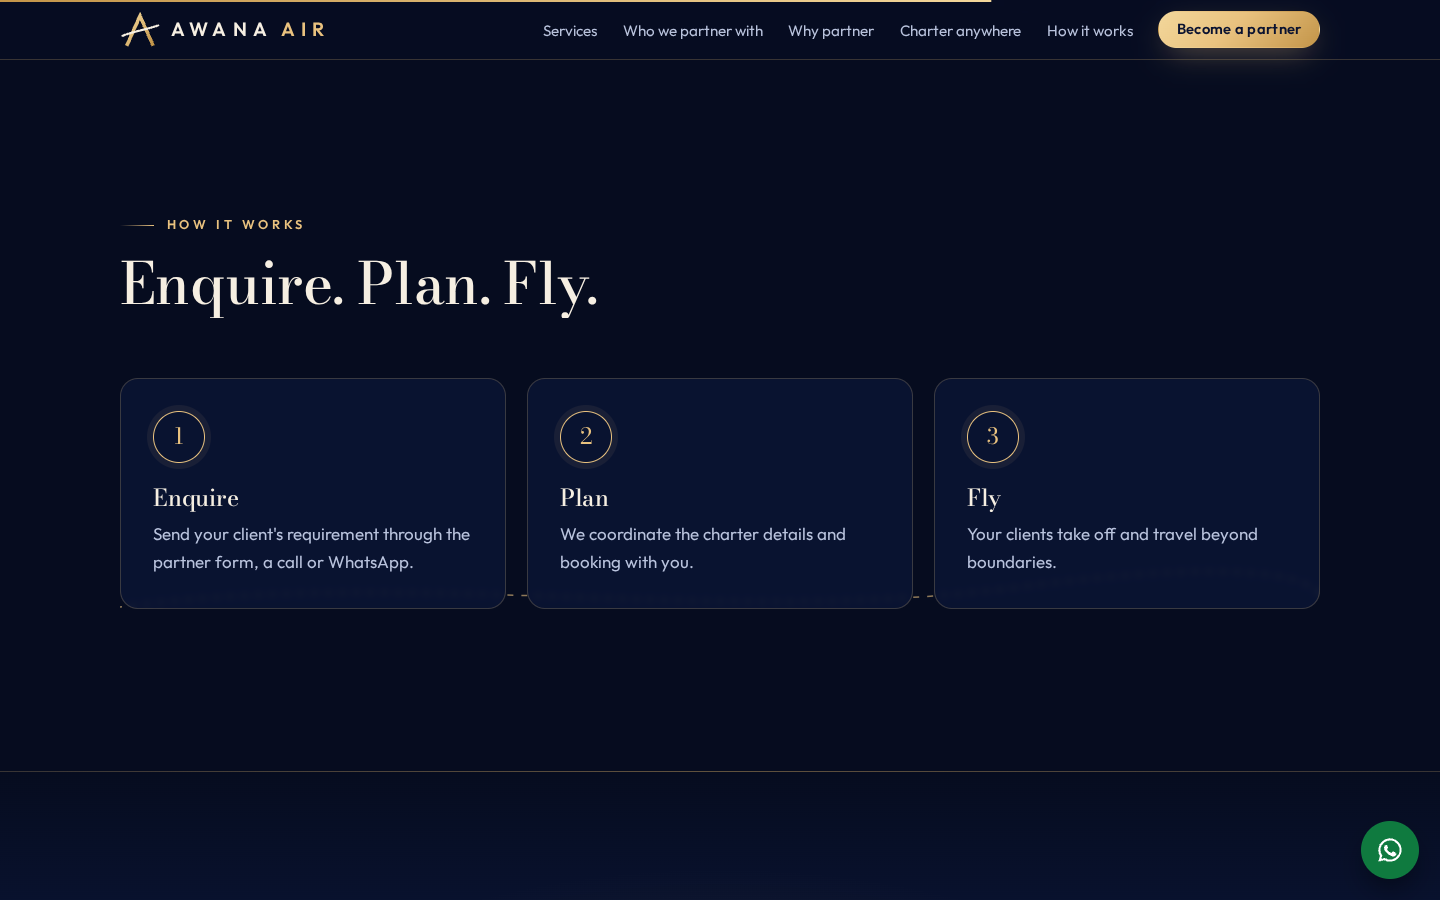 AWANA AIR
Services
Who we partner with
Why partner
Charter anywhere
How it works
Become a partner
HOW IT WORKS
Enquire. Plan. Fly.
1
Enquire
Send your client's requirement through the
partner form, a call or WhatsApp.
2
Plan
We coordinate the charter details and
booking with you.
3
Fly
Your clients take off and travel beyond
boundaries.